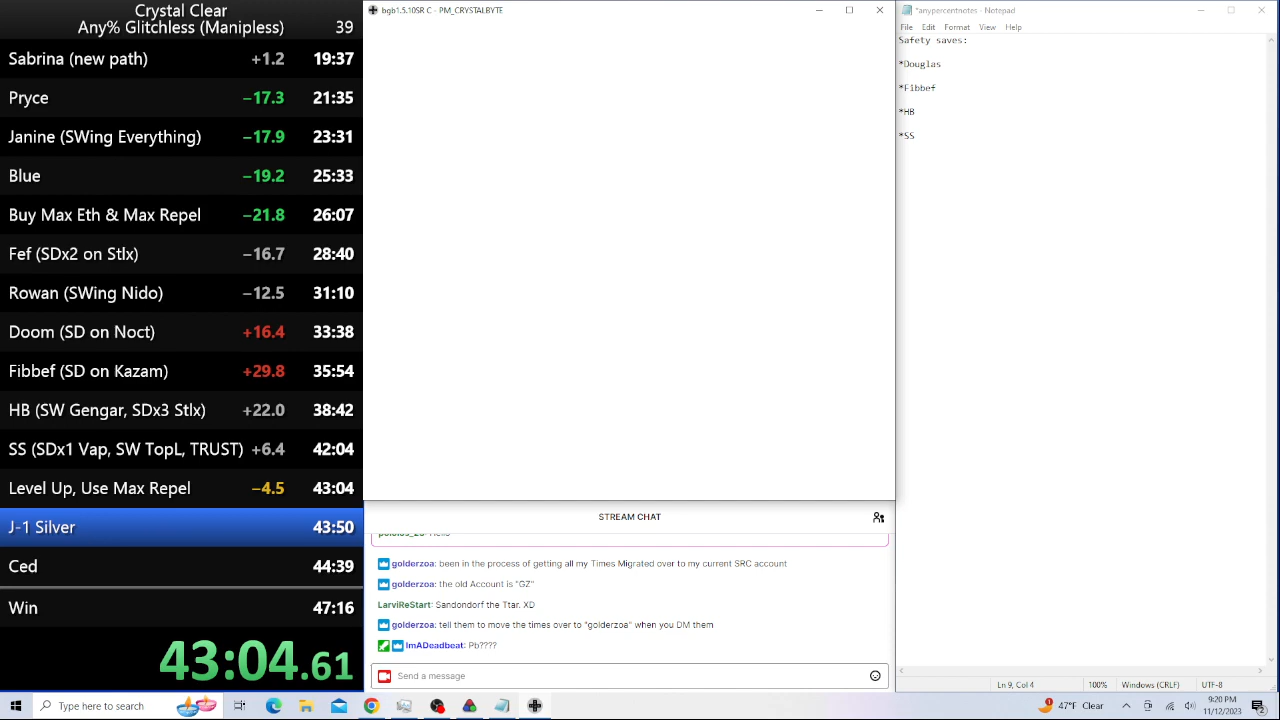 Crystal Clear
Any% Glitchless (Manipless) 39
Sabrina (new path) +1.2 19:37
Pryce −17.3 21:35
Janine (SWing Everything) −17.9 23:31
Blue −19.2 25:33
Buy Max Eth & Max Repel −21.8 26:07
Fef (SDx2 on Stlx) −16.7 28:40
Rowan (SWing Nido) −12.5 31:10
Doom (SD on Noct) +16.4 33:38
Fibbef (SD on Kazam) +29.8 35:54
HB (SW Gengar, SDx3 Stlx) +22.0 38:42
SS (SDx1 Vap, SW TopL, TRUST) +6.4 42:04
Level Up, Use Max Repel −4.5 43:04
J-1 Silver 43:50
Ced 44:39
Win 47:16
43:04.61
bgb1.5.10SR C - PM_CRYSTALBYTE
STREAM CHAT
golderzoa: been in the process of getting all my Times Migrated over to my current SRC account
golderzoa: the old Account is "GZ"
LarviReStart: Sandondorf the Ttar. XD
golderzoa: tell them to move the times over to "golderzoa" when you DM them
ImADeadbeat: Pb????
Send a message
*anypercentnotes - Notepad
File Edit Format View Help
Safety saves:
*Douglas
*Fibbef
*HB
*SS
Ln 9, Col 4 100% Windows (CRLF) UTF-8
Type here to search
47°F Clear
9:20 PM
11/12/2023
2